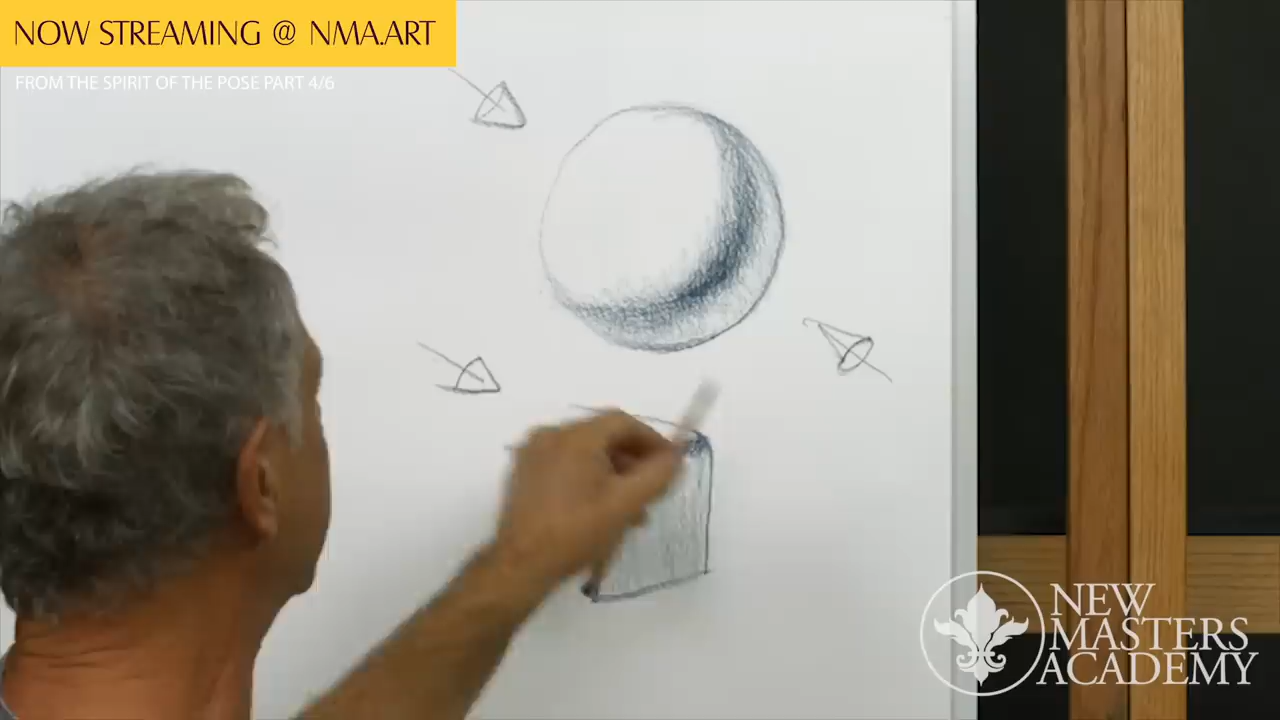 NOW STREAMING @ NMA.ART
FROM THE SPIRIT OF THE POSE PART 4/6
NEW
MASTERS
ACADEMY